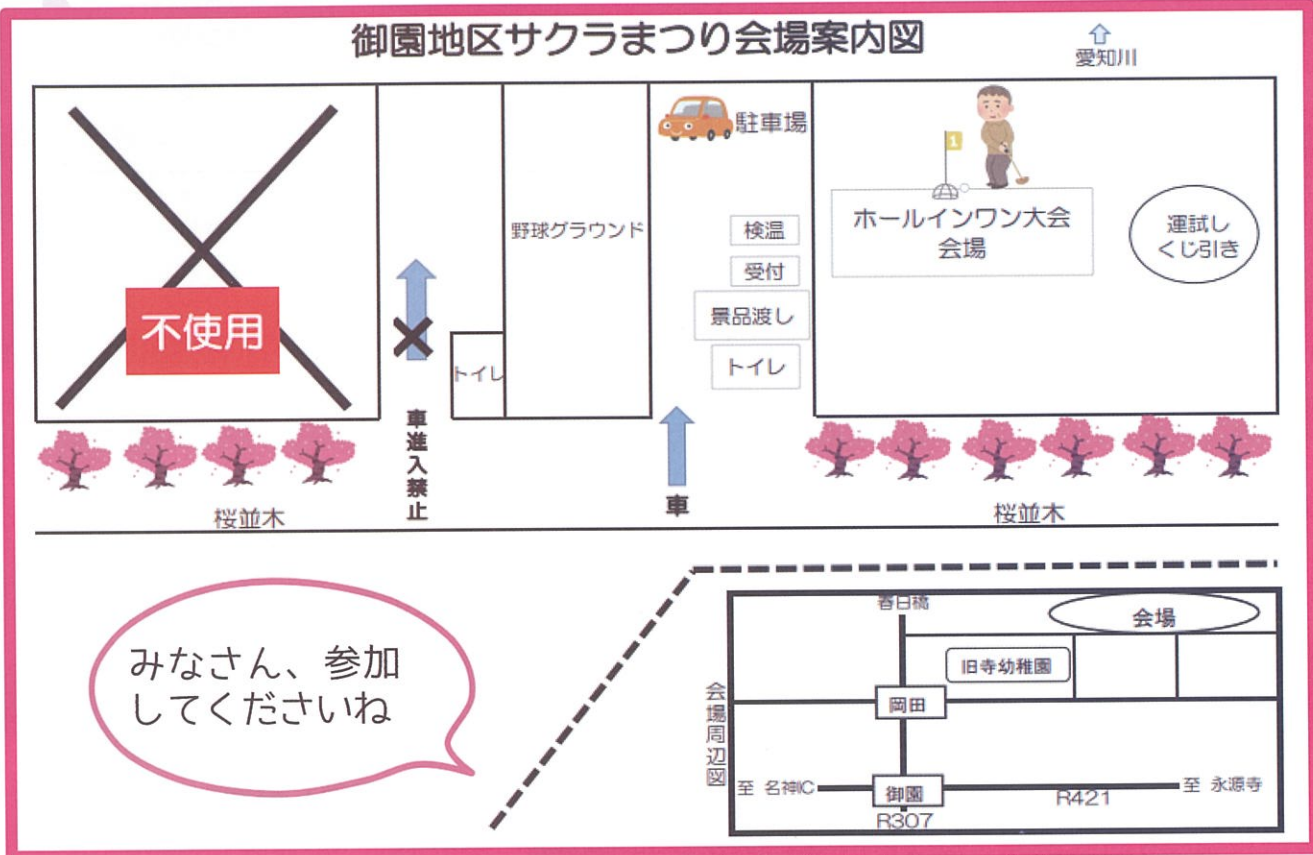 御園地区サクラまつり会場案内図
愛知川
駐車場
1
野球グラウンド
検温
受付
景品渡し
トイレ
ホールインワン大会
会場
運試し
くじ引き
不使用
トイレ
車進入禁止
車
桜並木
桜並木
みなさん、参加
してくださいね
会場周辺図
春日橋
会場
旧寺幼稚園
岡田
至 名神IC
御園
R421
至 永源寺
R307